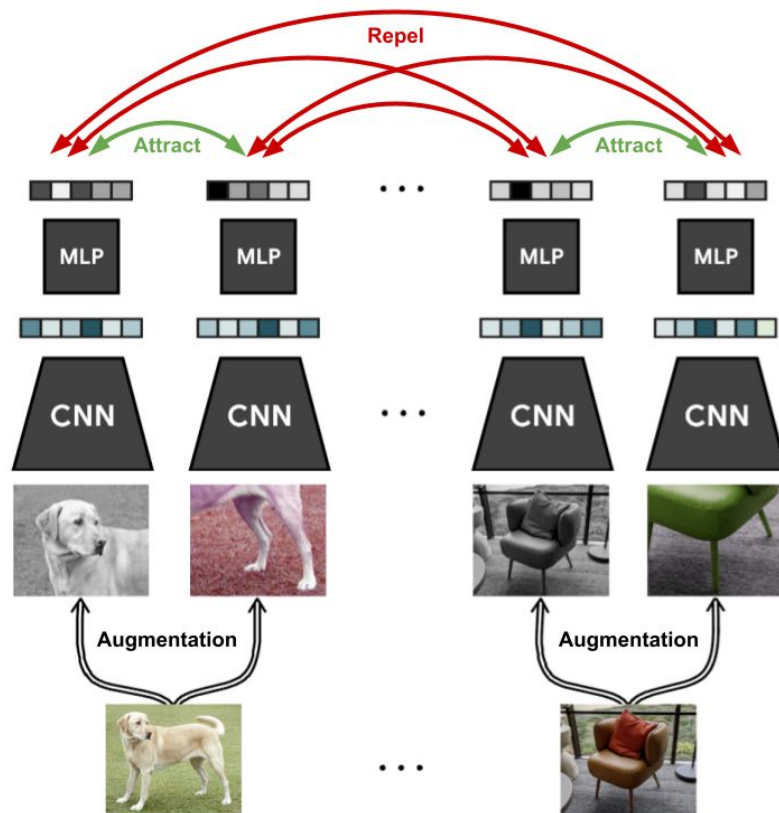 Repel
Attract
Attract
...
MLP
MLP
MLP
MLP
CNN
CNN
...
CNN
CNN
Augmentation
Augmentation
...